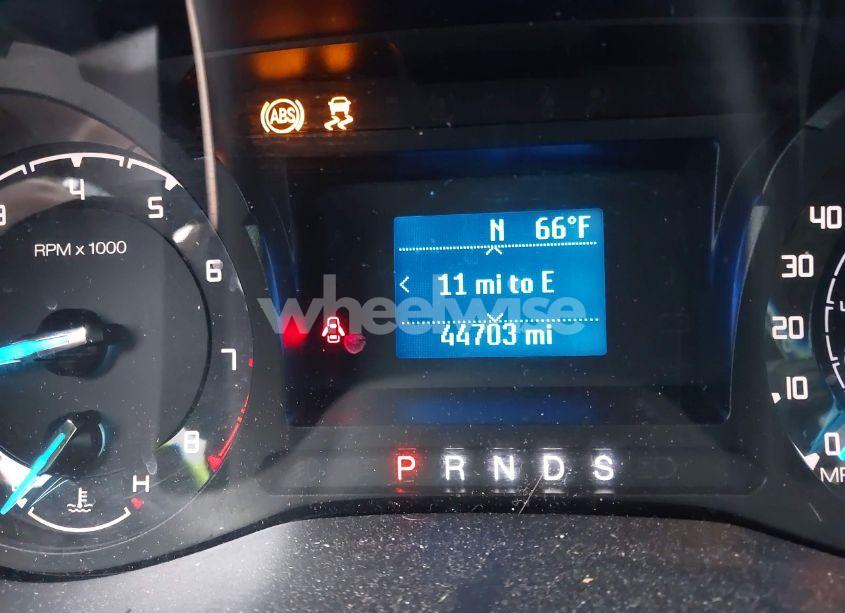 ABS
3
4
5
6
7
8
RPM x 1000
H
N 66°F
< 11 mi to E
44703 mi
wheelwise
P R N D S
40
30
20
10
0